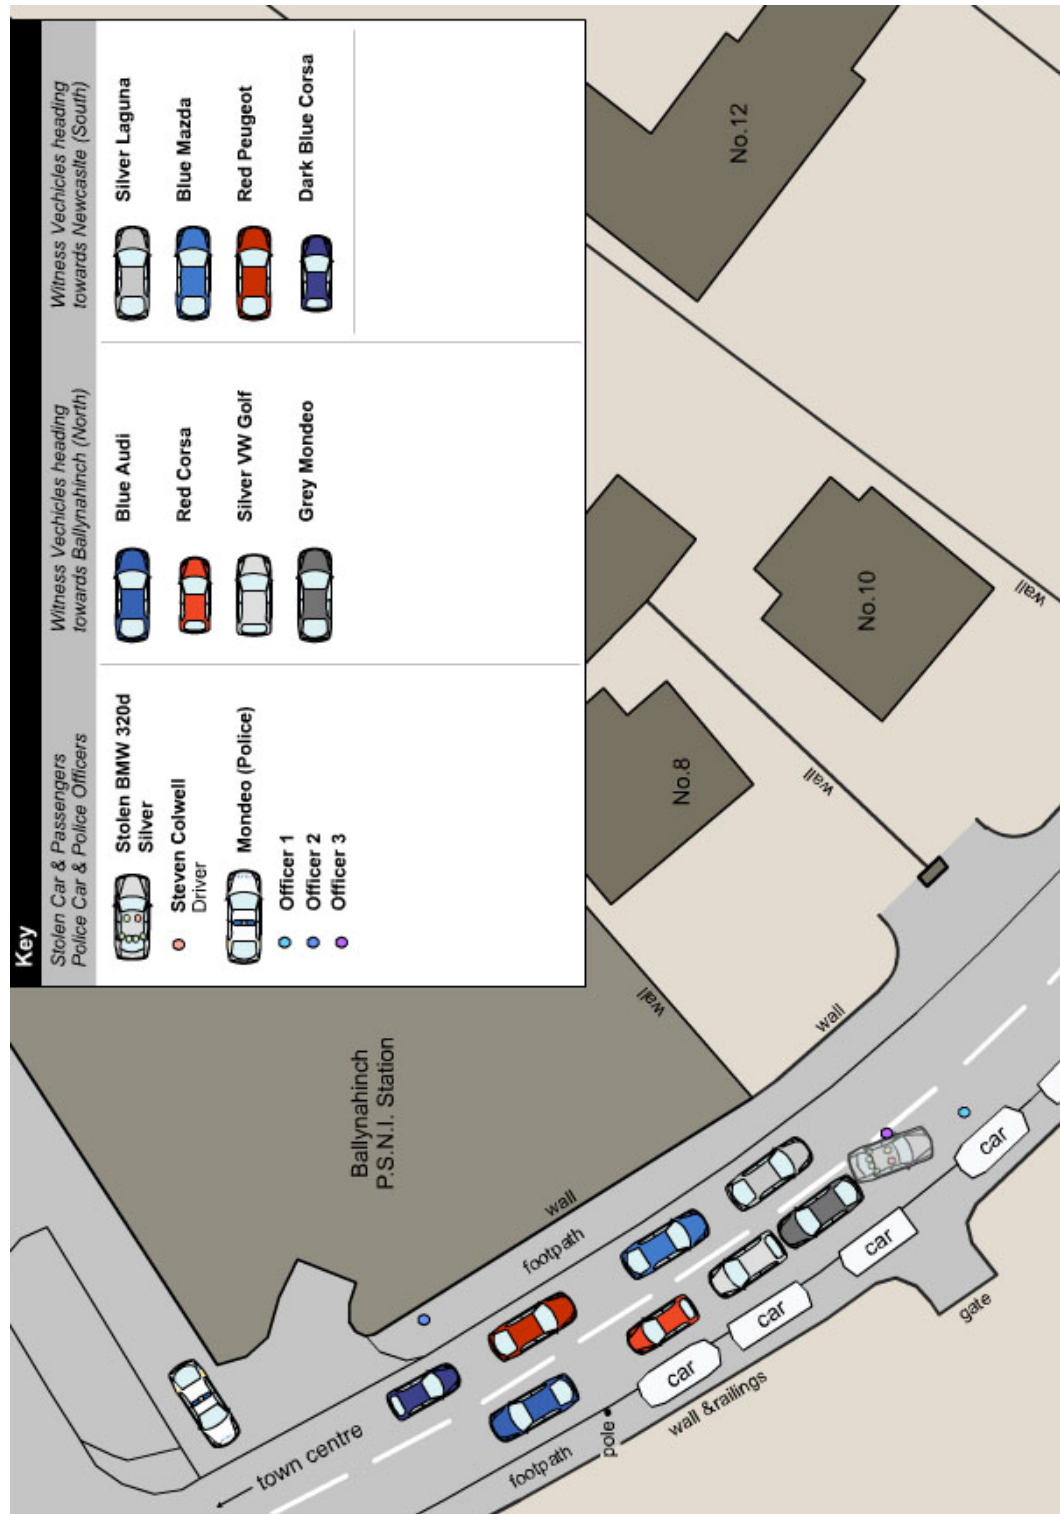 Key
Stolen Car & Passengers
Police Car & Police Officers
Stolen BMW 320d
Silver
Steven Colwell
Driver
Mondeo (Police)
Officer 1
Officer 2
Officer 3
Witness Vechicles heading
towards Ballynahinch (North)
Blue Audi
Red Corsa
Silver VW Golf
Grey Mondeo
Witness Vechicles heading
towards Newcaslte (South)
Silver Laguna
Blue Mazda
Red Peugeot
Dark Blue Corsa
No.12
No.10
No.8
wall
wall
wall
wall
wall
Ballynahinch
P.S.N.I. Station
footpath
town centre
footpath
pole
wall &railings
gate
car
car
car
car